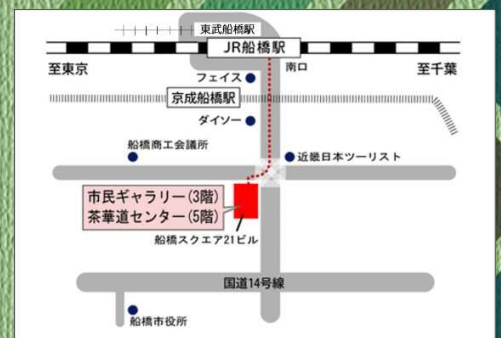 東武船橋駅
JR船橋駅
至東京
南口
至千葉
フェイス
京成船橋駅
ダイソー
船橋商工会議所
近畿日本ツーリスト
市民ギャラリー(3階)
茶華道センター(5階)
船橋スクエア21ビル
国道14号線
船橋市役所